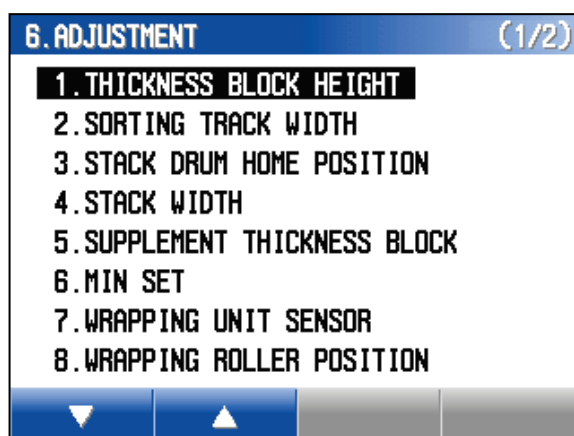 6.ADJUSTMENT (1/2)
1.THICKNESS BLOCK HEIGHT
2.SORTING TRACK WIDTH
3.STACK DRUM HOME POSITION
4.STACK WIDTH
5.SUPPLEMENT THICKNESS BLOCK
6.MIN SET
7.WRAPPING UNIT SENSOR
8.WRAPPING ROLLER POSITION